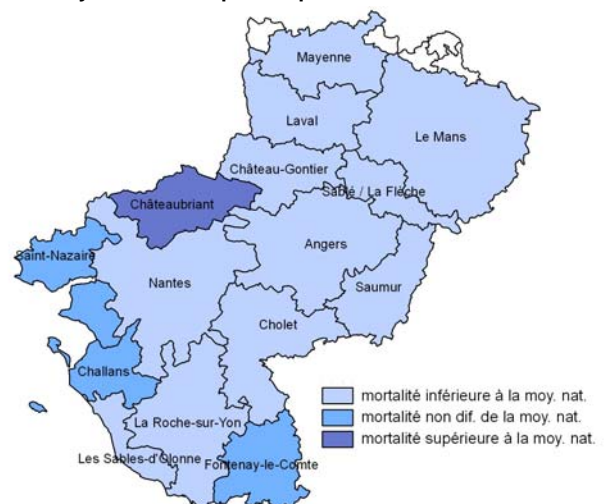 Mayenne
Laval
Le Mans
Château-Gontier
Sablé / La Flèche
Châteaubriant
Angers
Saint-Nazaire
Nantes
Saumur
Cholet
Challans
La Roche-sur-Yon
Les Sables-d'Olonne
Fontenay-le-Comte
mortalité inférieure à la moy. nat.
mortalité non dif. de la moy. nat.
mortalité supérieure à la moy. nat.